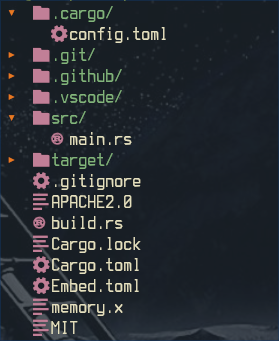 .cargo/
config.toml
.git/
.github/
.vscode/
src/
main.rs
target/
.gitignore
APACHE2.0
build.rs
Cargo.lock
Cargo.toml
Embed.toml
memory.x
MIT